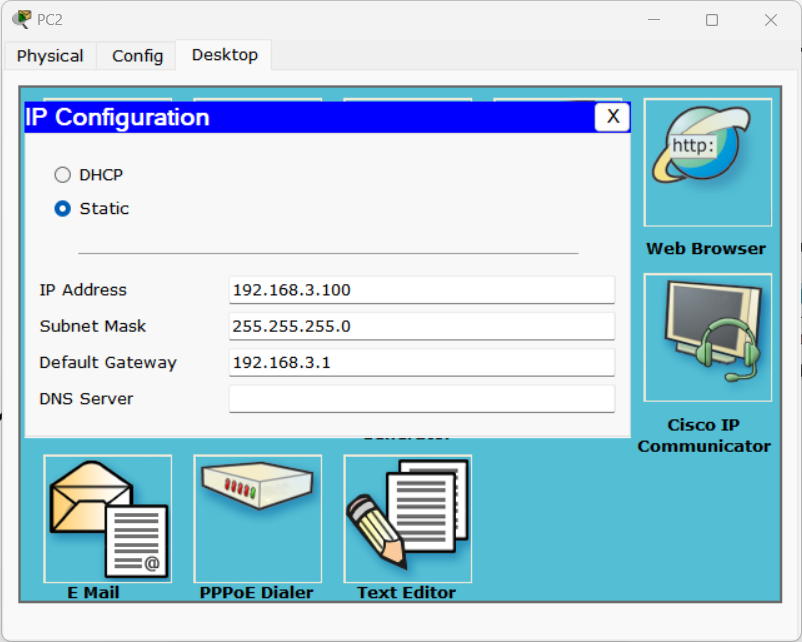 PC2
Physical Config Desktop
IP Configuration X
DHCP
Static
IP Address 192.168.3.100
Subnet Mask 255.255.255.0
Default Gateway 192.168.3.1
DNS Server
http:
Web Browser
Cisco IP
Communicator
@
E Mail
PPPoE Dialer
Text Editor